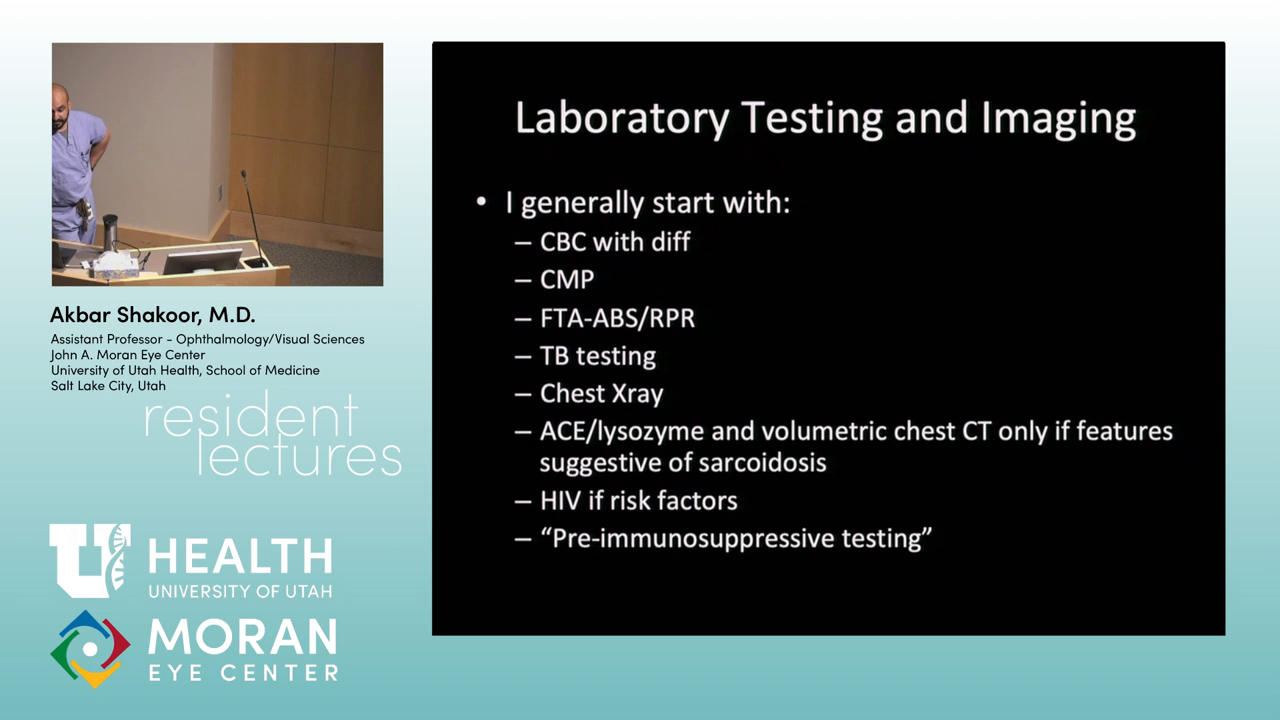 Laboratory Testing and Imaging
• I generally start with:
– CBC with diff
– CMP
– FTA-ABS/RPR
– TB testing
– Chest Xray
– ACE/lysozyme and volumetric chest CT only if features
suggestive of sarcoidosis
– HIV if risk factors
– “Pre-immunosuppressive testing”
Akbar Shakoor, M.D.
Assistant Professor - Ophthalmology/Visual Sciences
John A. Moran Eye Center
University of Utah Health, School of Medicine
Salt Lake City, Utah
resident
lectures
U HEALTH
UNIVERSITY OF UTAH
MORAN
EYE CENTER